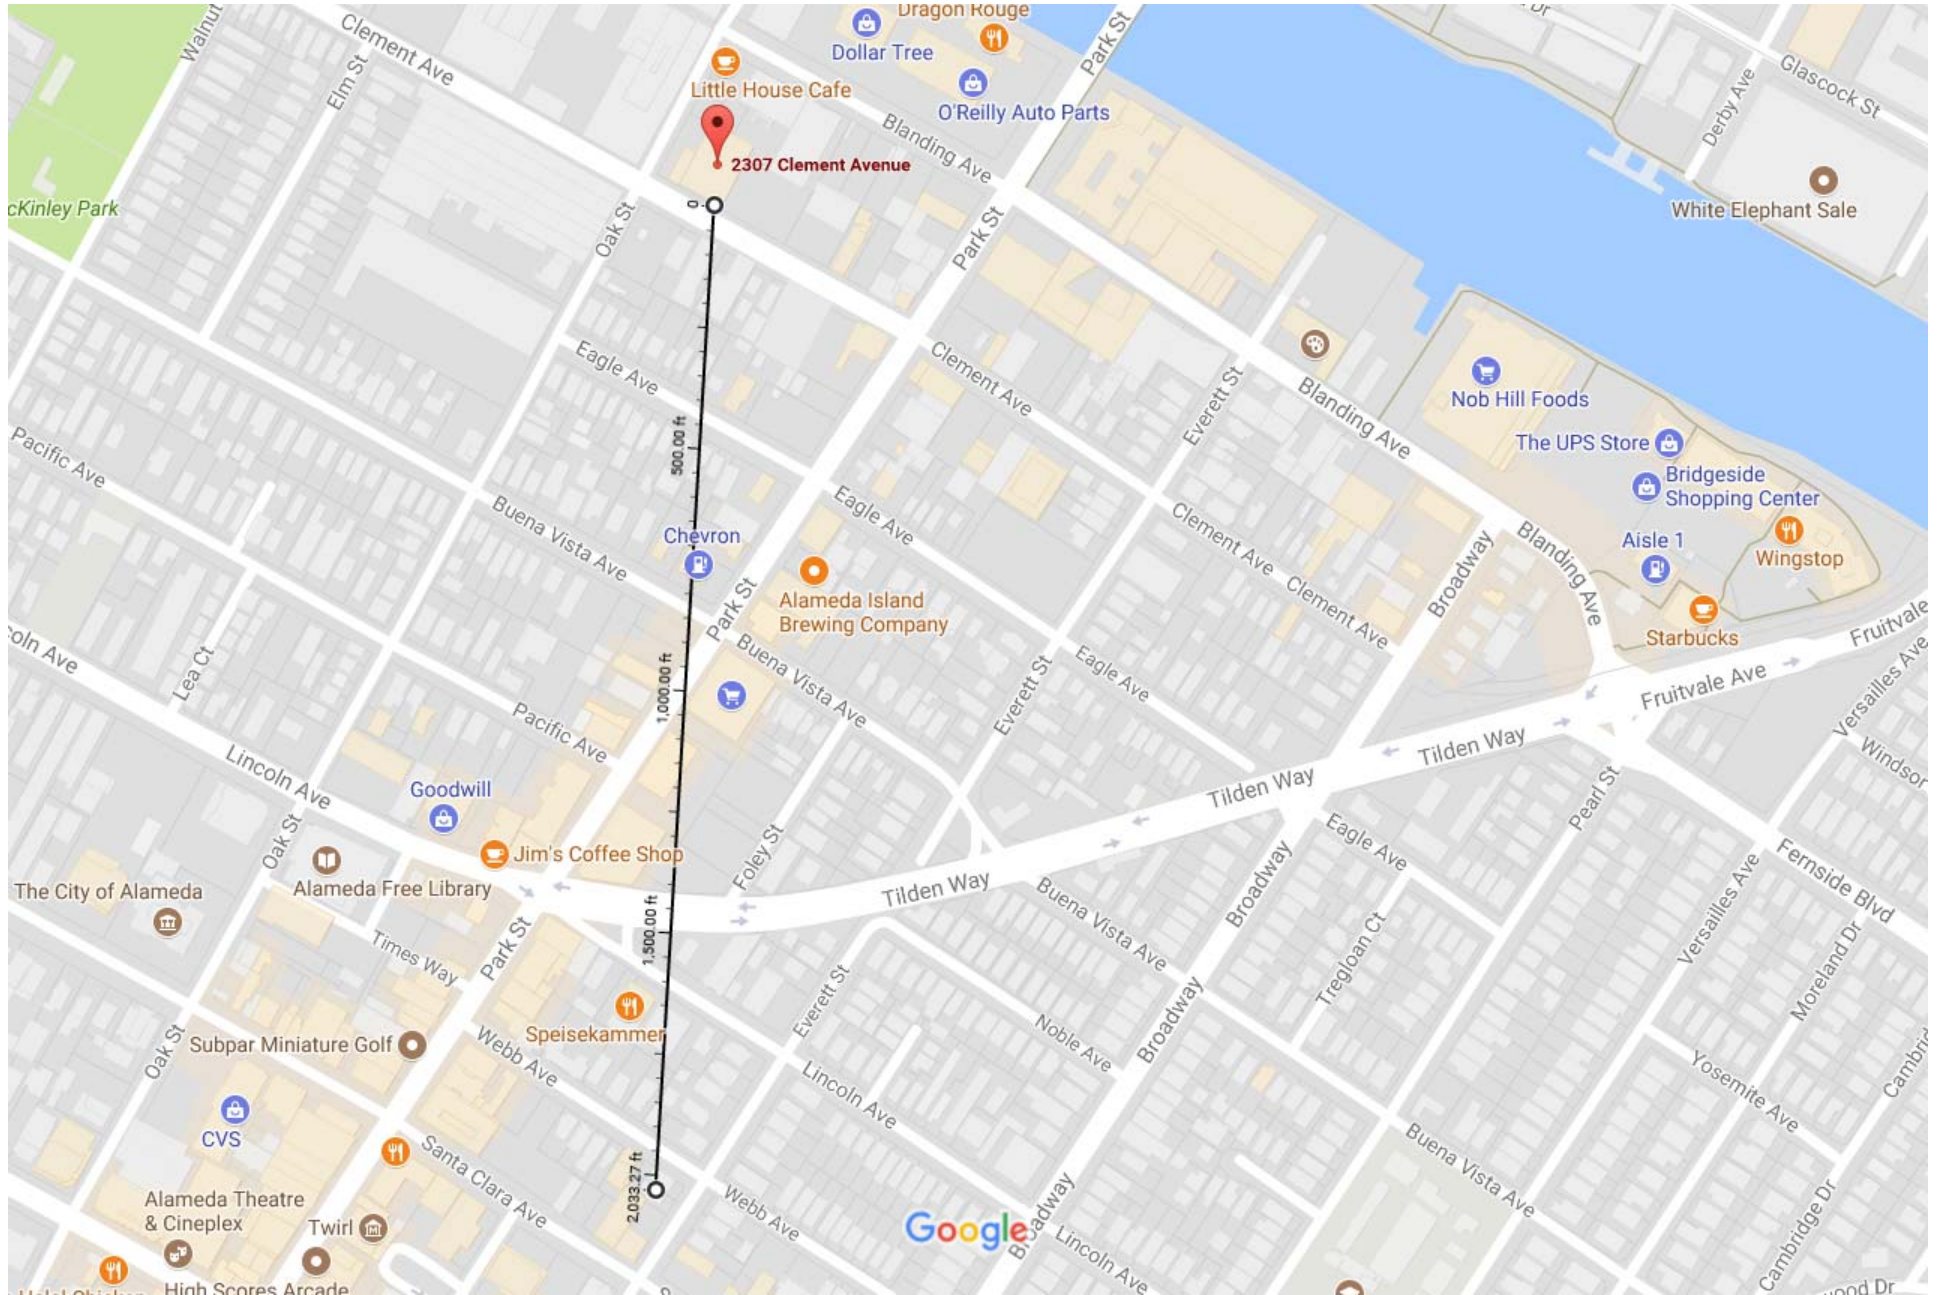 Walnut
Clement Ave
Elm St
Dragon Rouge
Dollar Tree
Park St
Little House Cafe
O'Reilly Auto Parts
Blanding Ave
Glascock St
Derby Ave
2307 Clement Avenue
White Elephant Sale
cKinley Park
0
Oak St
Park St
Eagle Ave
Clement Ave
Everett St
Blanding Ave
Nob Hill Foods
The UPS Store
Bridgeside
Shopping Center
Pacific Ave
500.00 ft
Buena Vista Ave
Chevron
Eagle Ave
Clement Ave
Clement Ave
Broadway
Blanding Ave
Aisle 1
Wingstop
Park St
Alameda Island
Brewing Company
Starbucks
Fruitvale
coln Ave
Lea Ct
1,000.00 ft
Buena Vista Ave
Everett St
Eagle Ave
Fruitvale Ave
Versailles Ave
Windsor
Pacific Ave
Lincoln Ave
Tilden Way
Tilden Way
Pearl St
Goodwill
Oak St
Jim's Coffee Shop
Foley St
Eagle Ave
Fernside Blvd
The City of Alameda
Alameda Free Library
Tilden Way
Buena Vista Ave
Broadway
Versailles Ave
Times Way
Park St
1,500.00 ft
Everett St
Tregloan Ct
Moreland Dr
Speisekammer
Noble Ave
Broadway
Subpar Miniature Golf
Oak St
Webb Ave
Lincoln Ave
Yosemite Ave
Cambrid
CVS
Santa Clara Ave
2,033.27 ft
Webb Ave
Buena Vista Ave
Alameda Theatre
& Cineplex
Twirl
Google
Broadway
Lincoln Ave
Cambridge Dr
High Scores Arcade
wood Dr